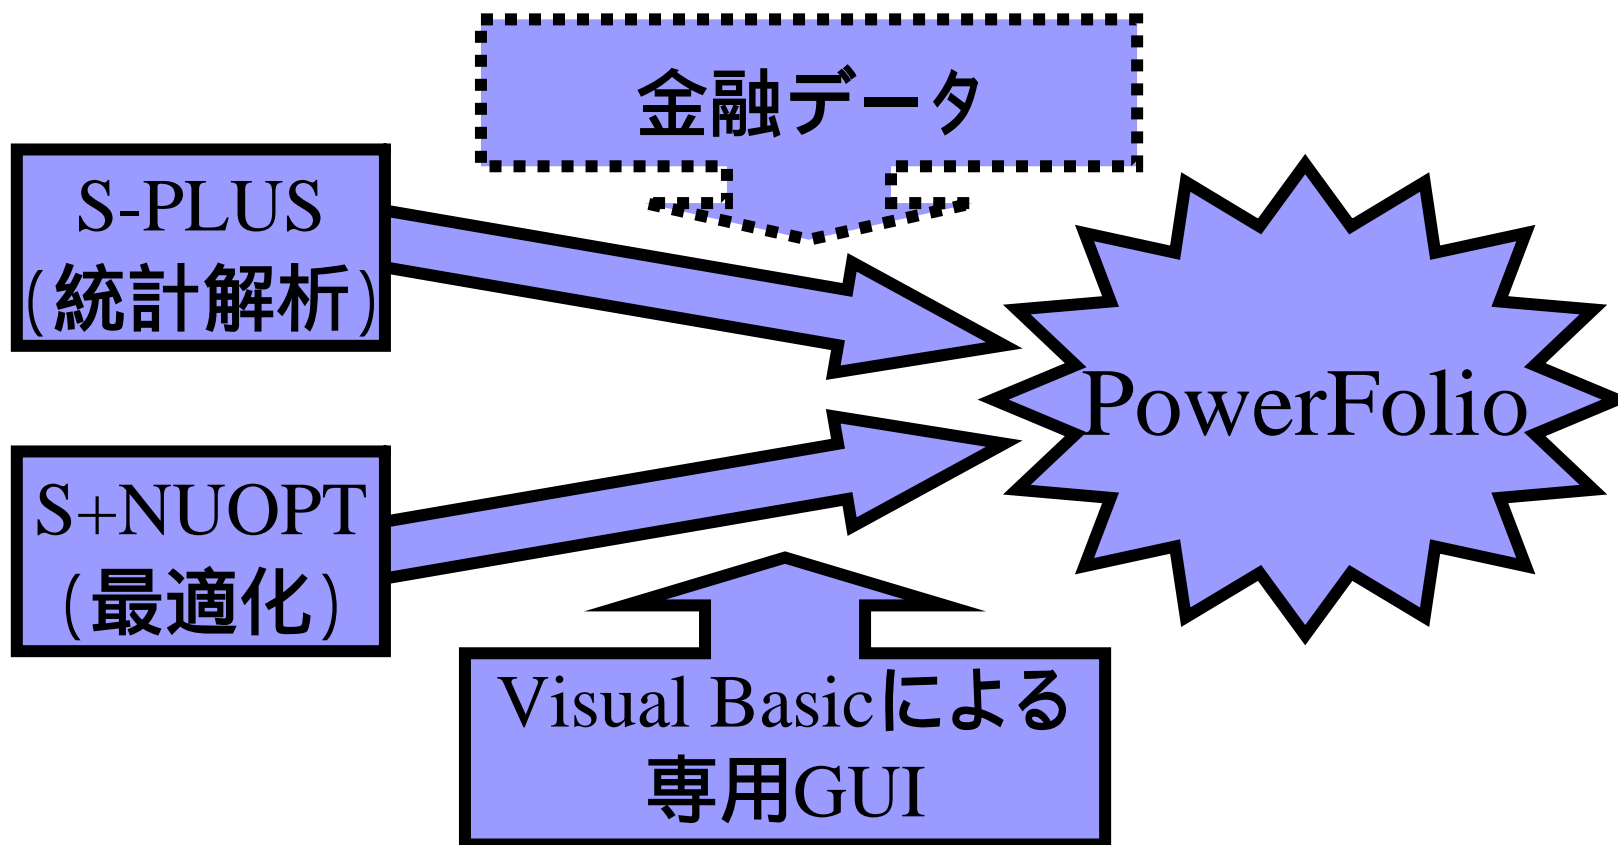 金融データ
S-PLUS
(統計解析)
PowerFolio
S+NUOPT
(最適化)
Visual Basicによる
専用GUI